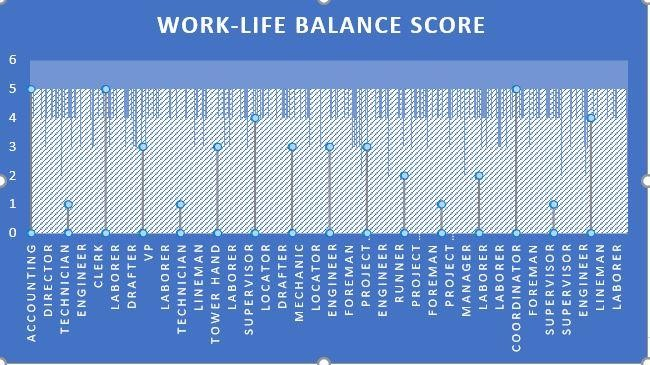 WORK-LIFE BALANCE SCORE
6
5
4
3
2
1
0
ACCOUNTING
DIRECTOR
TECHNICIAN
ENGINEER
CLERK
LABORER
DRAFTER
VP
LABORER
TECHNICIAN
LINEMAN
TOWER HAND
LABORER
SUPERVISOR
LOCATOR
DRAFTER
MECHANIC
LOCATOR
ENGINEER
FOREMAN
PROJECT...
ENGINEER
RUNNER
PROJECT...
FOREMAN
PROJECT...
MANAGER
LABORER
LABORER
COORDINATOR
FOREMAN
SUPERVISOR
SUPERVISOR
ENGINEER
LINEMAN
LABORER